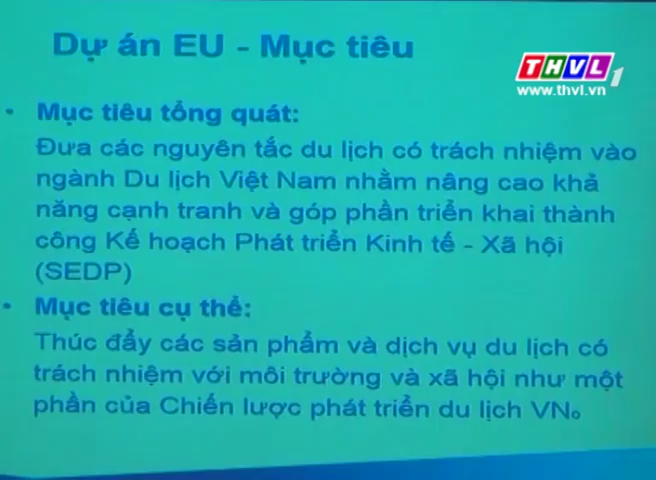 Dự án EU - Mục tiêu
THVL1
www.thvl.vn
• Mục tiêu tổng quát:
Đưa các nguyên tắc du lịch có trách nhiệm vào
ngành Du lịch Việt Nam nhằm nâng cao khả
năng cạnh tranh và góp phần triển khai thành
công Kế hoạch Phát triển Kinh tế - Xã hội
(SEDP)
• Mục tiêu cụ thể:
Thúc đẩy các sản phẩm và dịch vụ du lịch có
trách nhiệm với môi trường và xã hội như một
phần của Chiến lược phát triển du lịch VN.